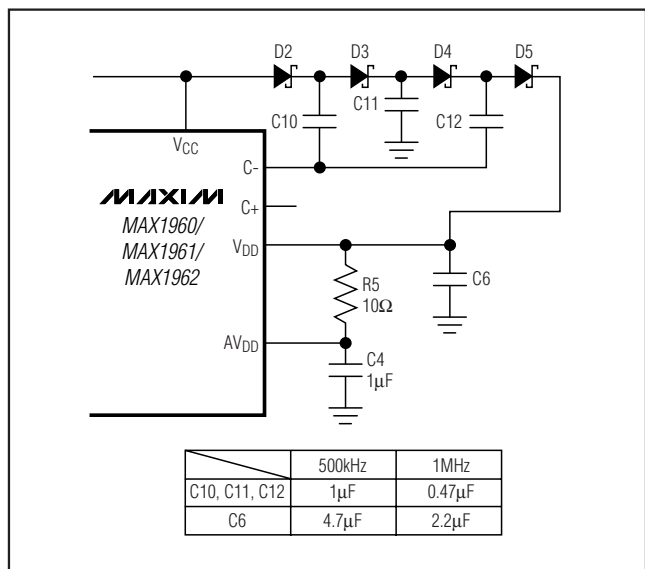 D2 D3 D4 D5
C10 C11 C12
VCC
C-
MAXIM
C+
MAX1960/
MAX1961/
MAX1962
VDD
R5
10Ω
C6
AVDD
C4
1μF
500kHz 1MHz
C10, C11, C12 1μF 0.47μF
C6 4.7μF 2.2μF